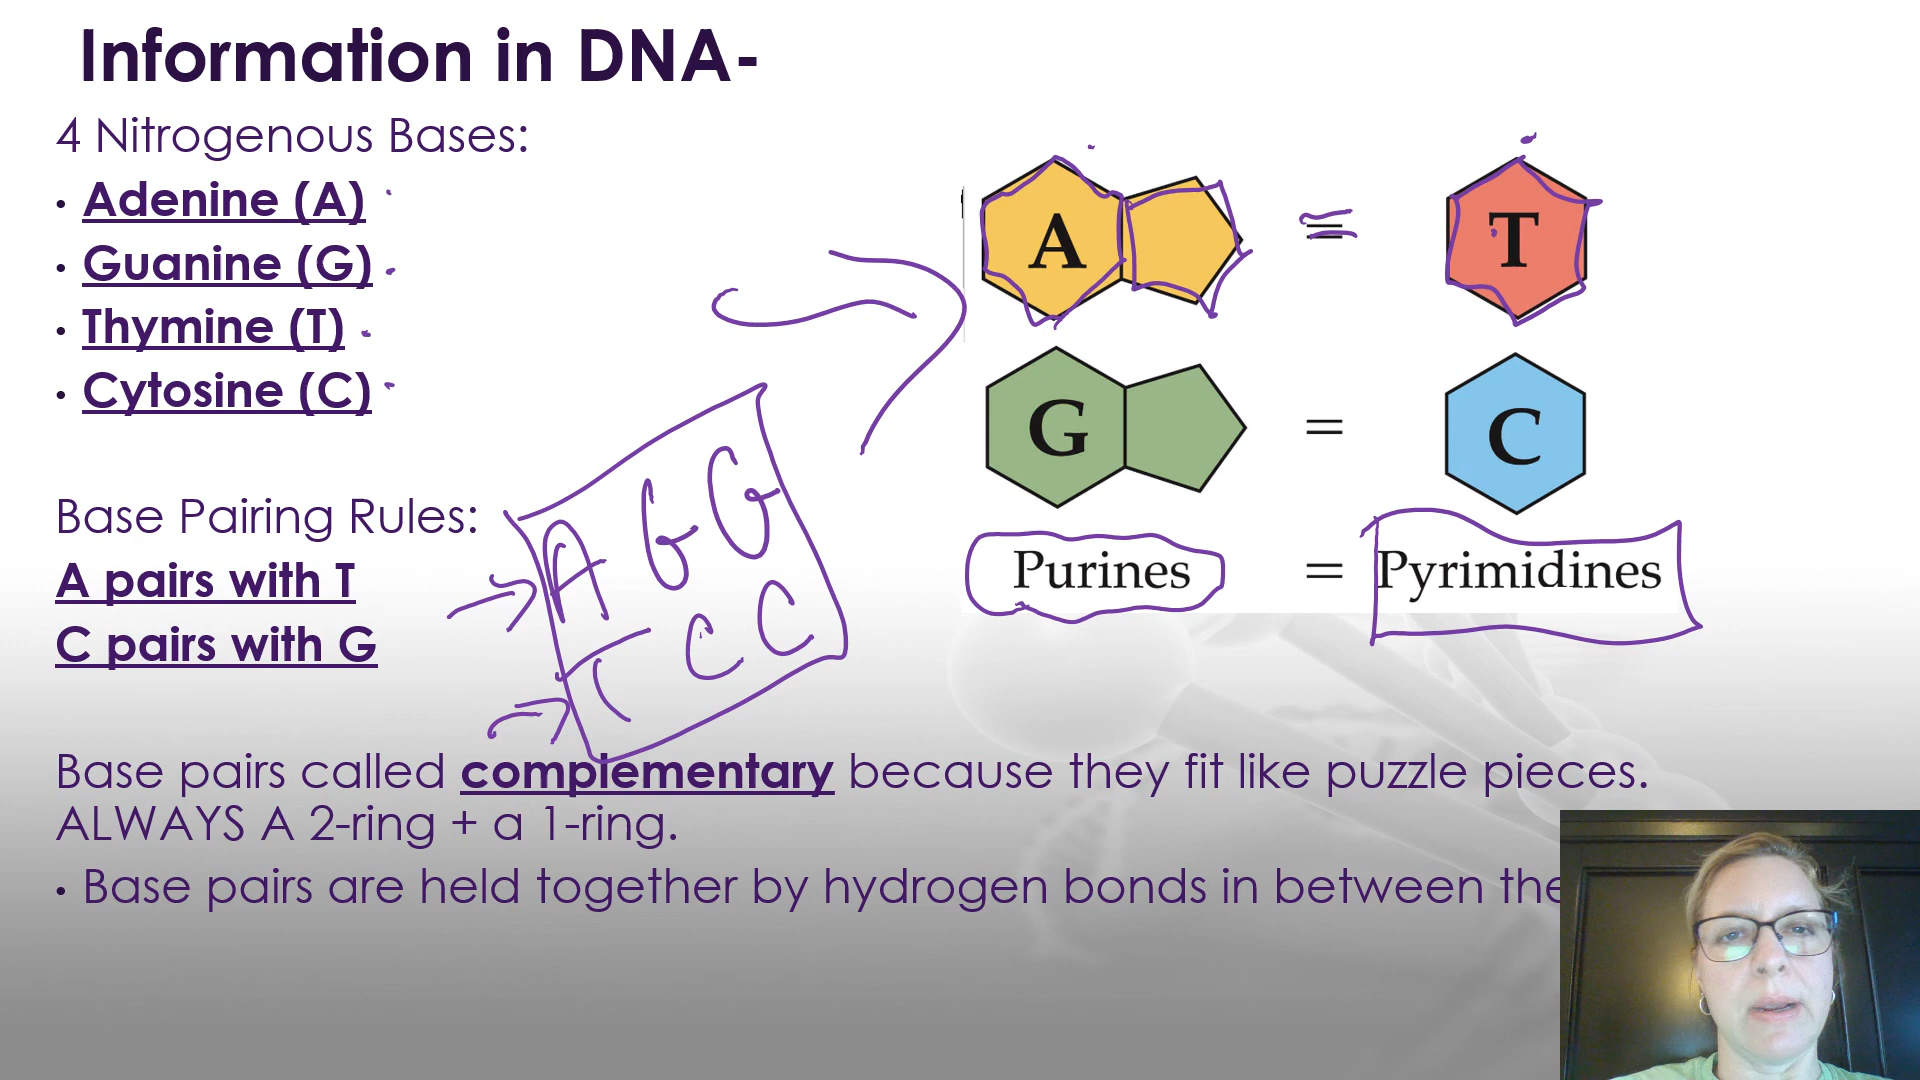 Information in DNA-
4 Nitrogenous Bases:
• Adenine (A)
• Guanine (G)
• Thymine (T)
• Cytosine (C)
Base Pairing Rules:
A pairs with T
C pairs with G
A G G
T C C
A = T
G = C
Purines = Pyrimidines
Base pairs called complementary because they fit like puzzle pieces.
ALWAYS A 2-ring + a 1-ring.
• Base pairs are held together by hydrogen bonds in between